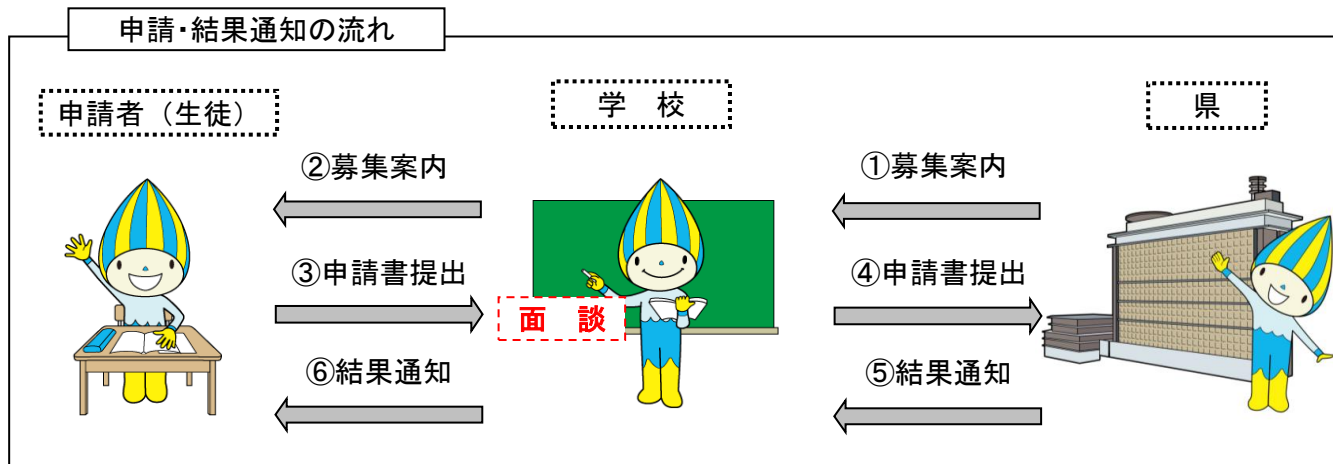 申請・結果通知の流れ
申請者（生徒）
学 校
県
②募集案内
①募集案内
③申請書提出
④申請書提出
面 談
⑥結果通知
⑤結果通知